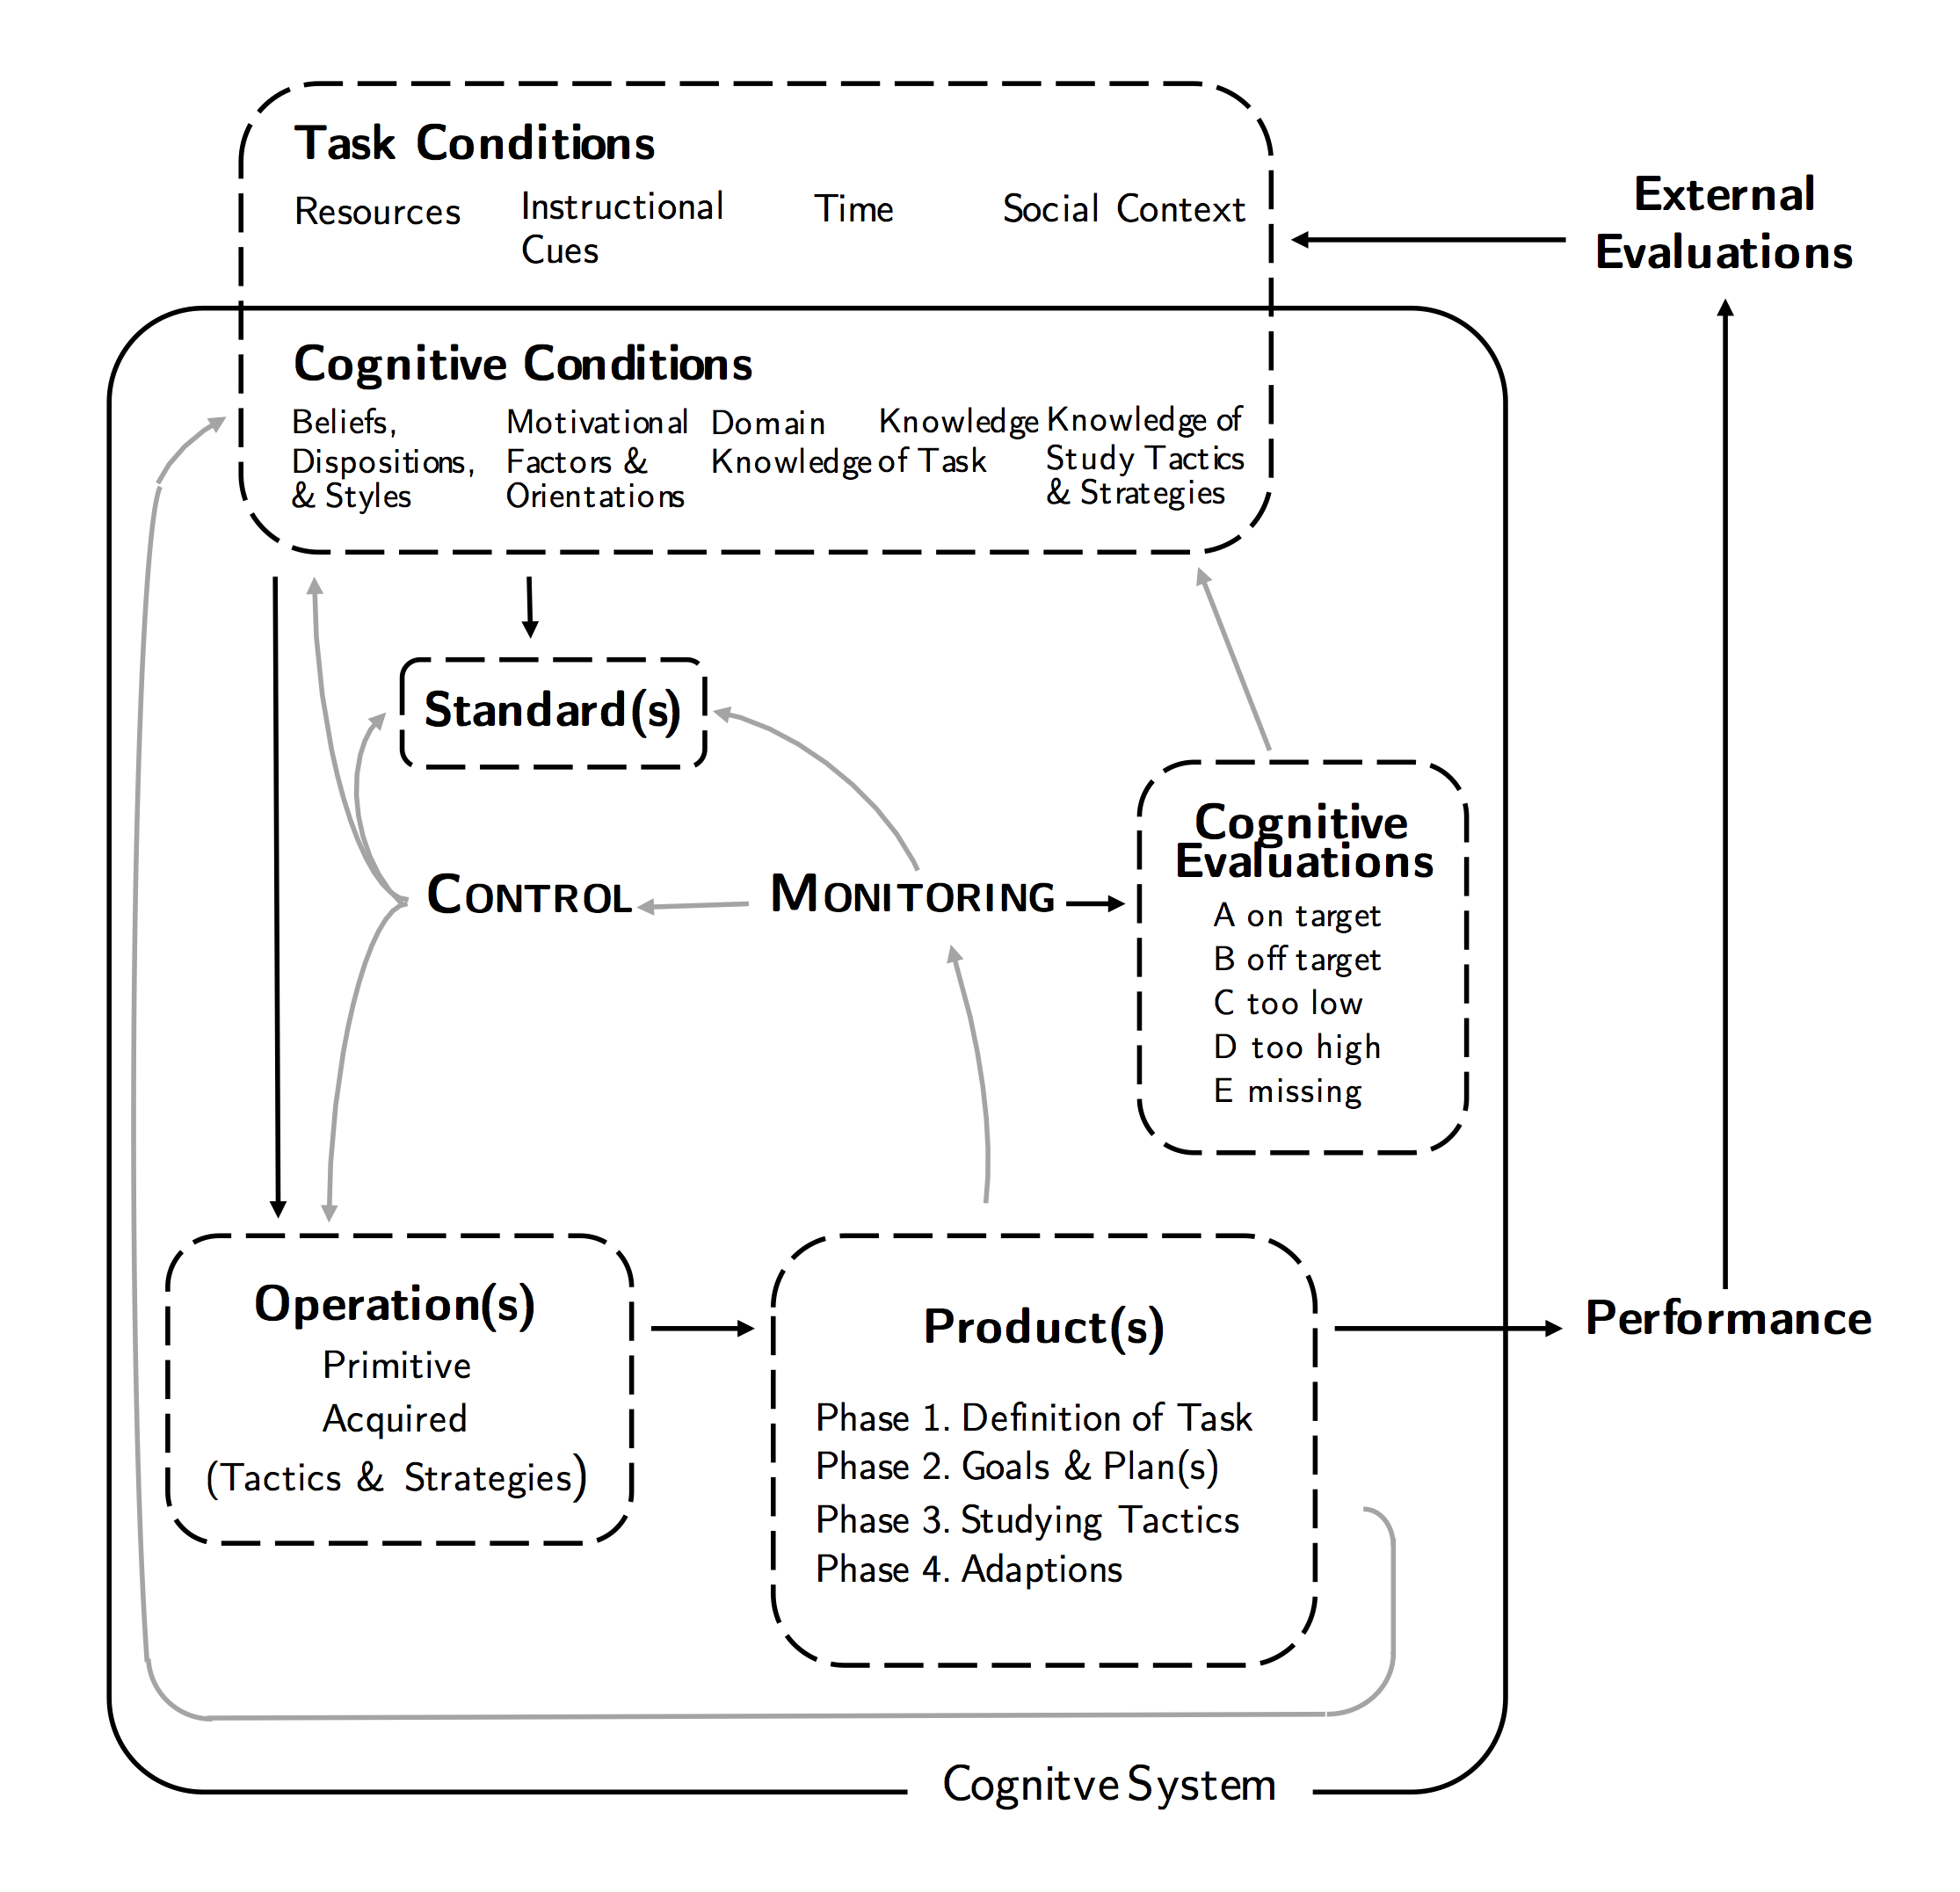 Task Conditions
Resources
Instructional
Cues
Time
Social Context
External
Evaluations
Cognitive Conditions
Beliefs,
Dispositions,
& Styles
Motivational
Factors &
Orientations
Domain
Knowledge
Knowledge
of Task
Knowledge of
Study Tactics
& Strategies
Standard(s)
CONTROL
MONITORING
Cognitive
Evaluations
A on target
B off target
C too low
D too high
E missing
Operation(s)
Primitive
Acquired
(Tactics & Strategies)
Product(s)
Phase 1. Definition of Task
Phase 2. Goals & Plan(s)
Phase 3. Studying Tactics
Phase 4. Adaptions
Performance
Cognitve System